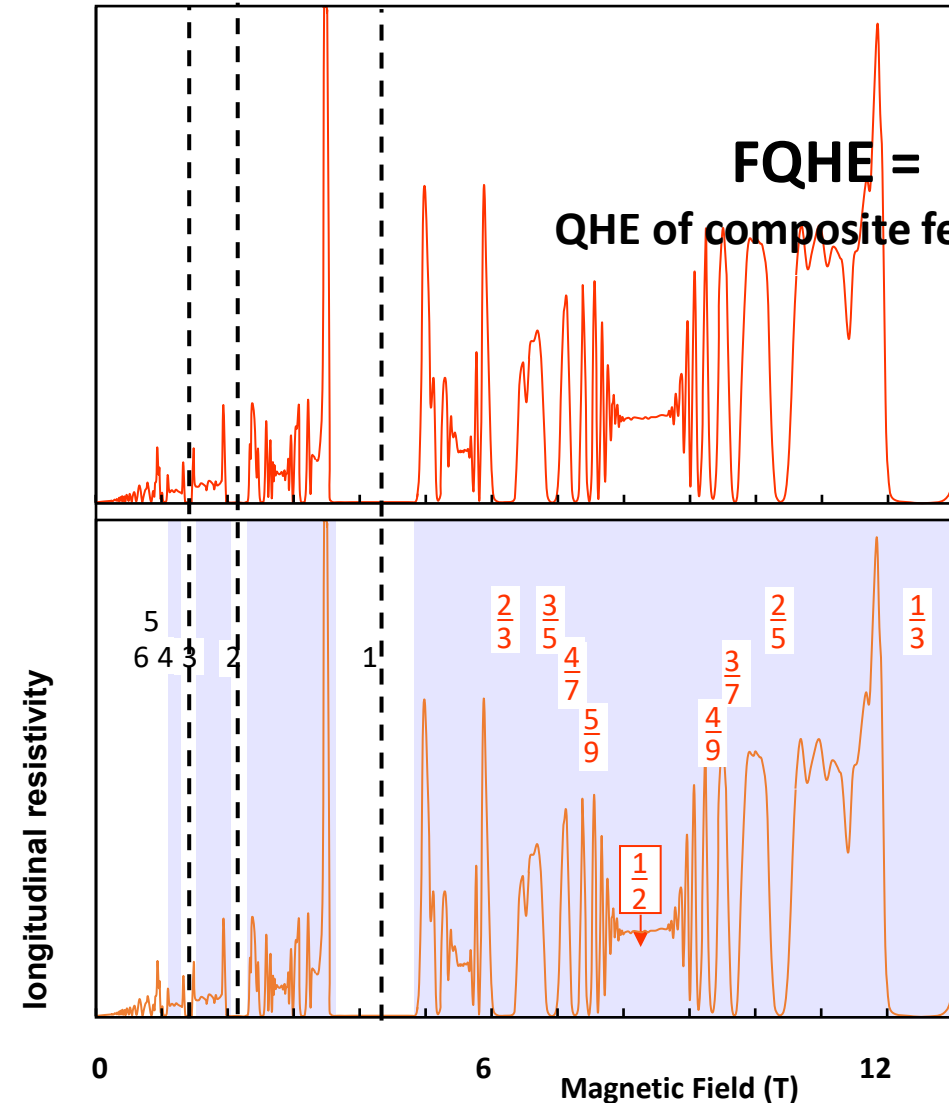 FQHE =
QHE of composite fe
5
6 4 3 2 1
2/3 3/5 2/5 1/3
4/7 3/7
5/9 4/9
1/2
longitudinal resistivity
0 6 12
Magnetic Field (T)